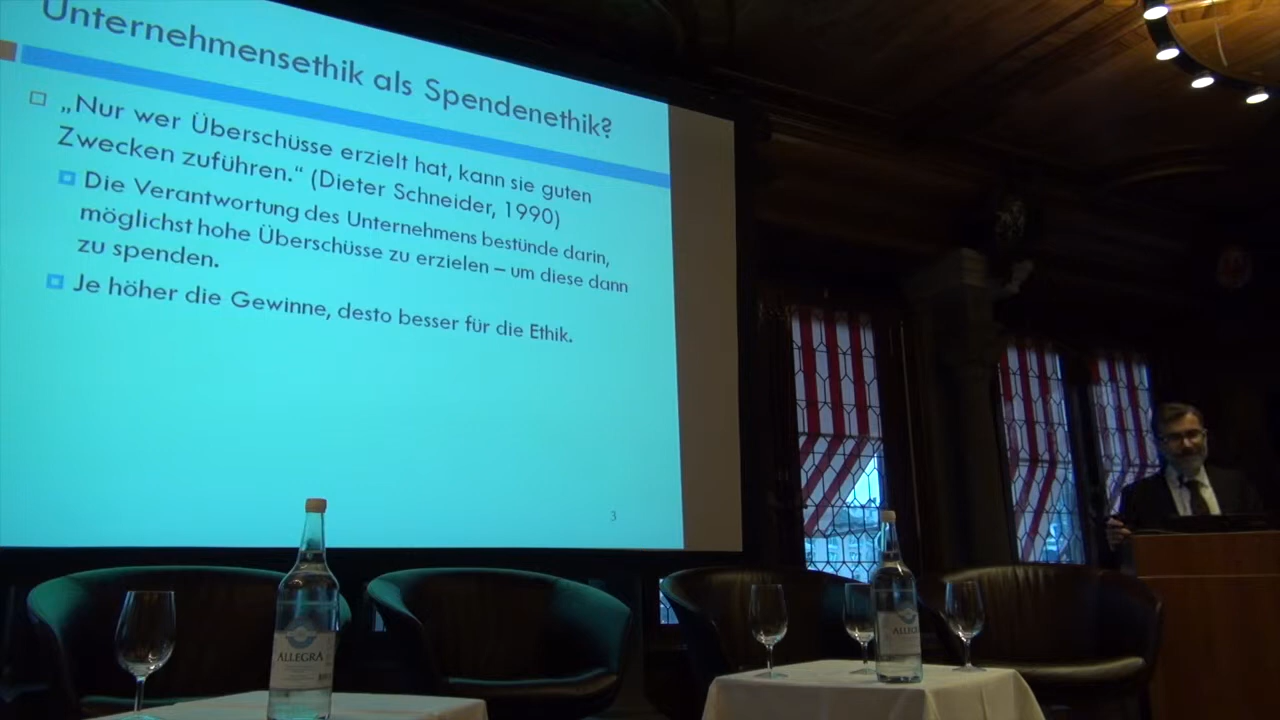 Unternehmensethik als Spendenethik?
„Nur wer Überschüsse erzielt hat, kann sie guten
Zwecken zuführen.“ (Dieter Schneider, 1990)
Die Verantwortung des Unternehmens bestünde darin,
möglichst hohe Überschüsse zu erzielen – um diese dann
zu spenden.
Je höher die Gewinne, desto besser für die Ethik.
3
ALLEGRA
ALLEGRA